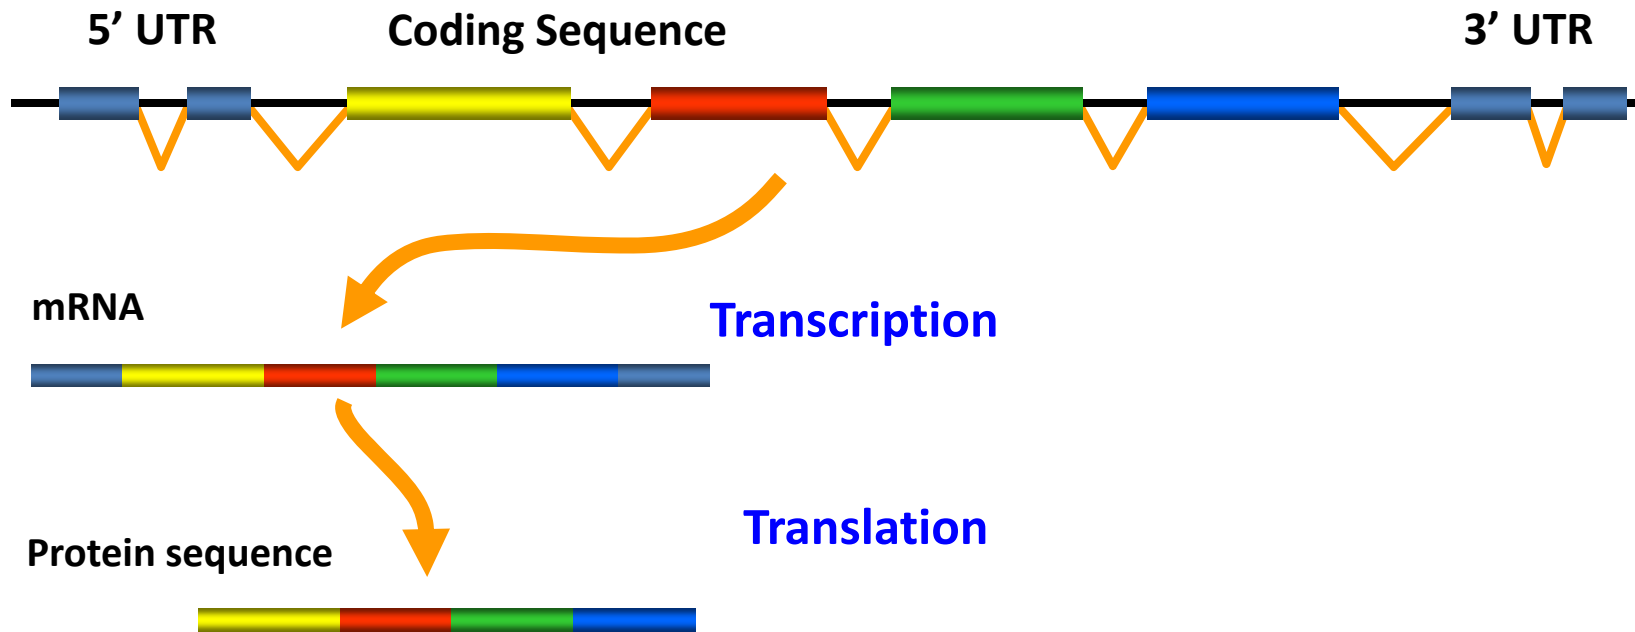 5’ UTR
Coding Sequence
3’ UTR
mRNA
Transcription
Translation
Protein sequence